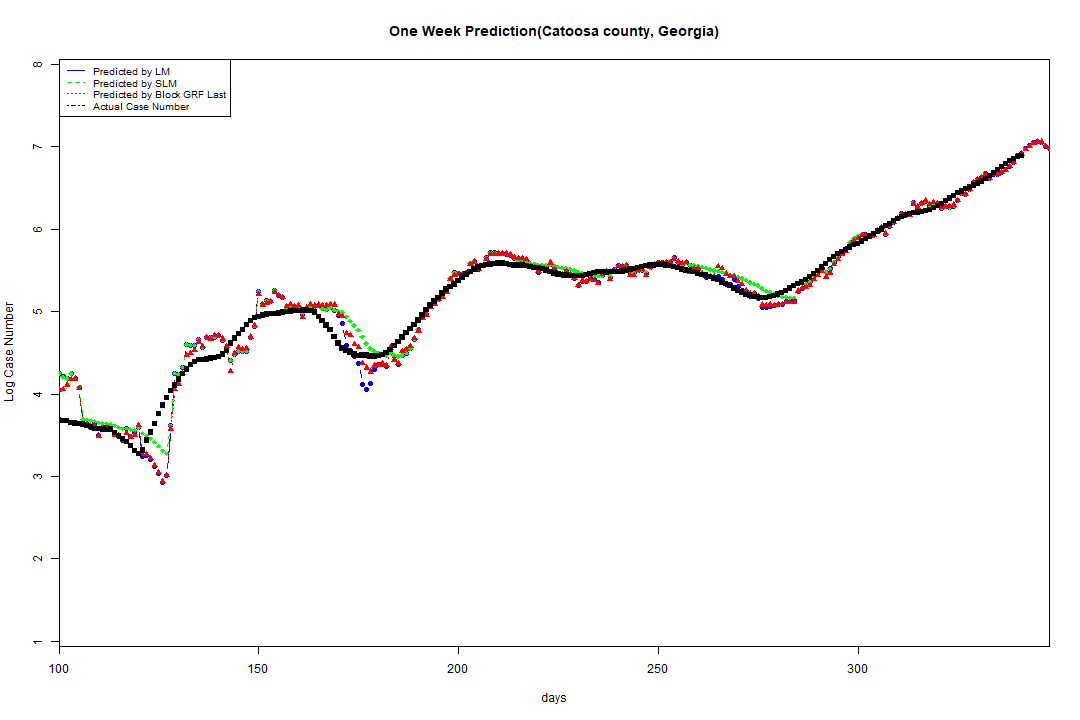 One Week Prediction(Catoosa county, Georgia)
Predicted by LM
Predicted by SLM
Predicted by Block GRF Last
Actual Case Number
8
7
6
5
4
3
2
1
Log Case Number
100 150 200 250 300
days